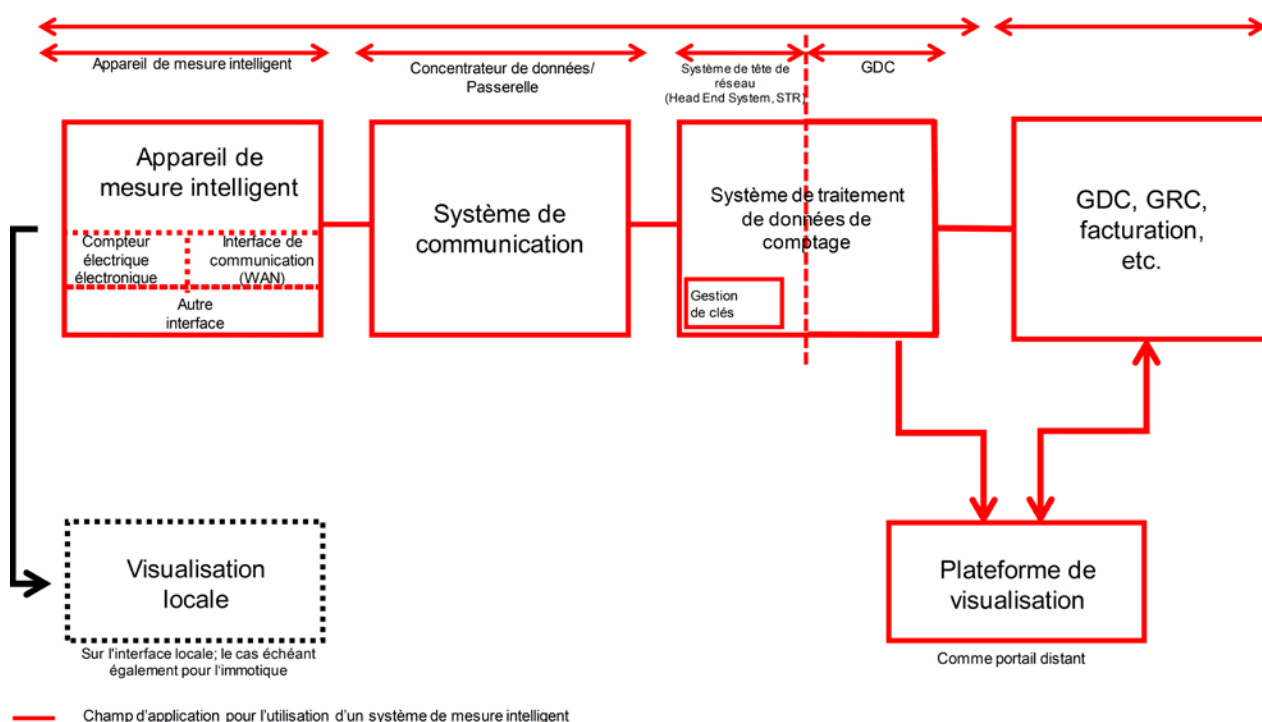 Appareil de mesure intelligent
Concentrateur de données/
Passerelle
Système de tête de
réseau
(Head End System, STR)
GDC
Appareil de
mesure intelligent
Compteur
électrique
électronique
Interface de
communication
(WAN)
Autre
interface
Système de
communication
Système de traitement
de données de
comptage
Gestion
de clés
GDC, GRC,
facturation,
etc.
Visualisation
locale
Sur l'interface locale; le cas échéant
également pour l'immotique
Plateforme de
visualisation
Comme portail distant
Champ d'application pour l'utilisation d'un système de mesure intelligent